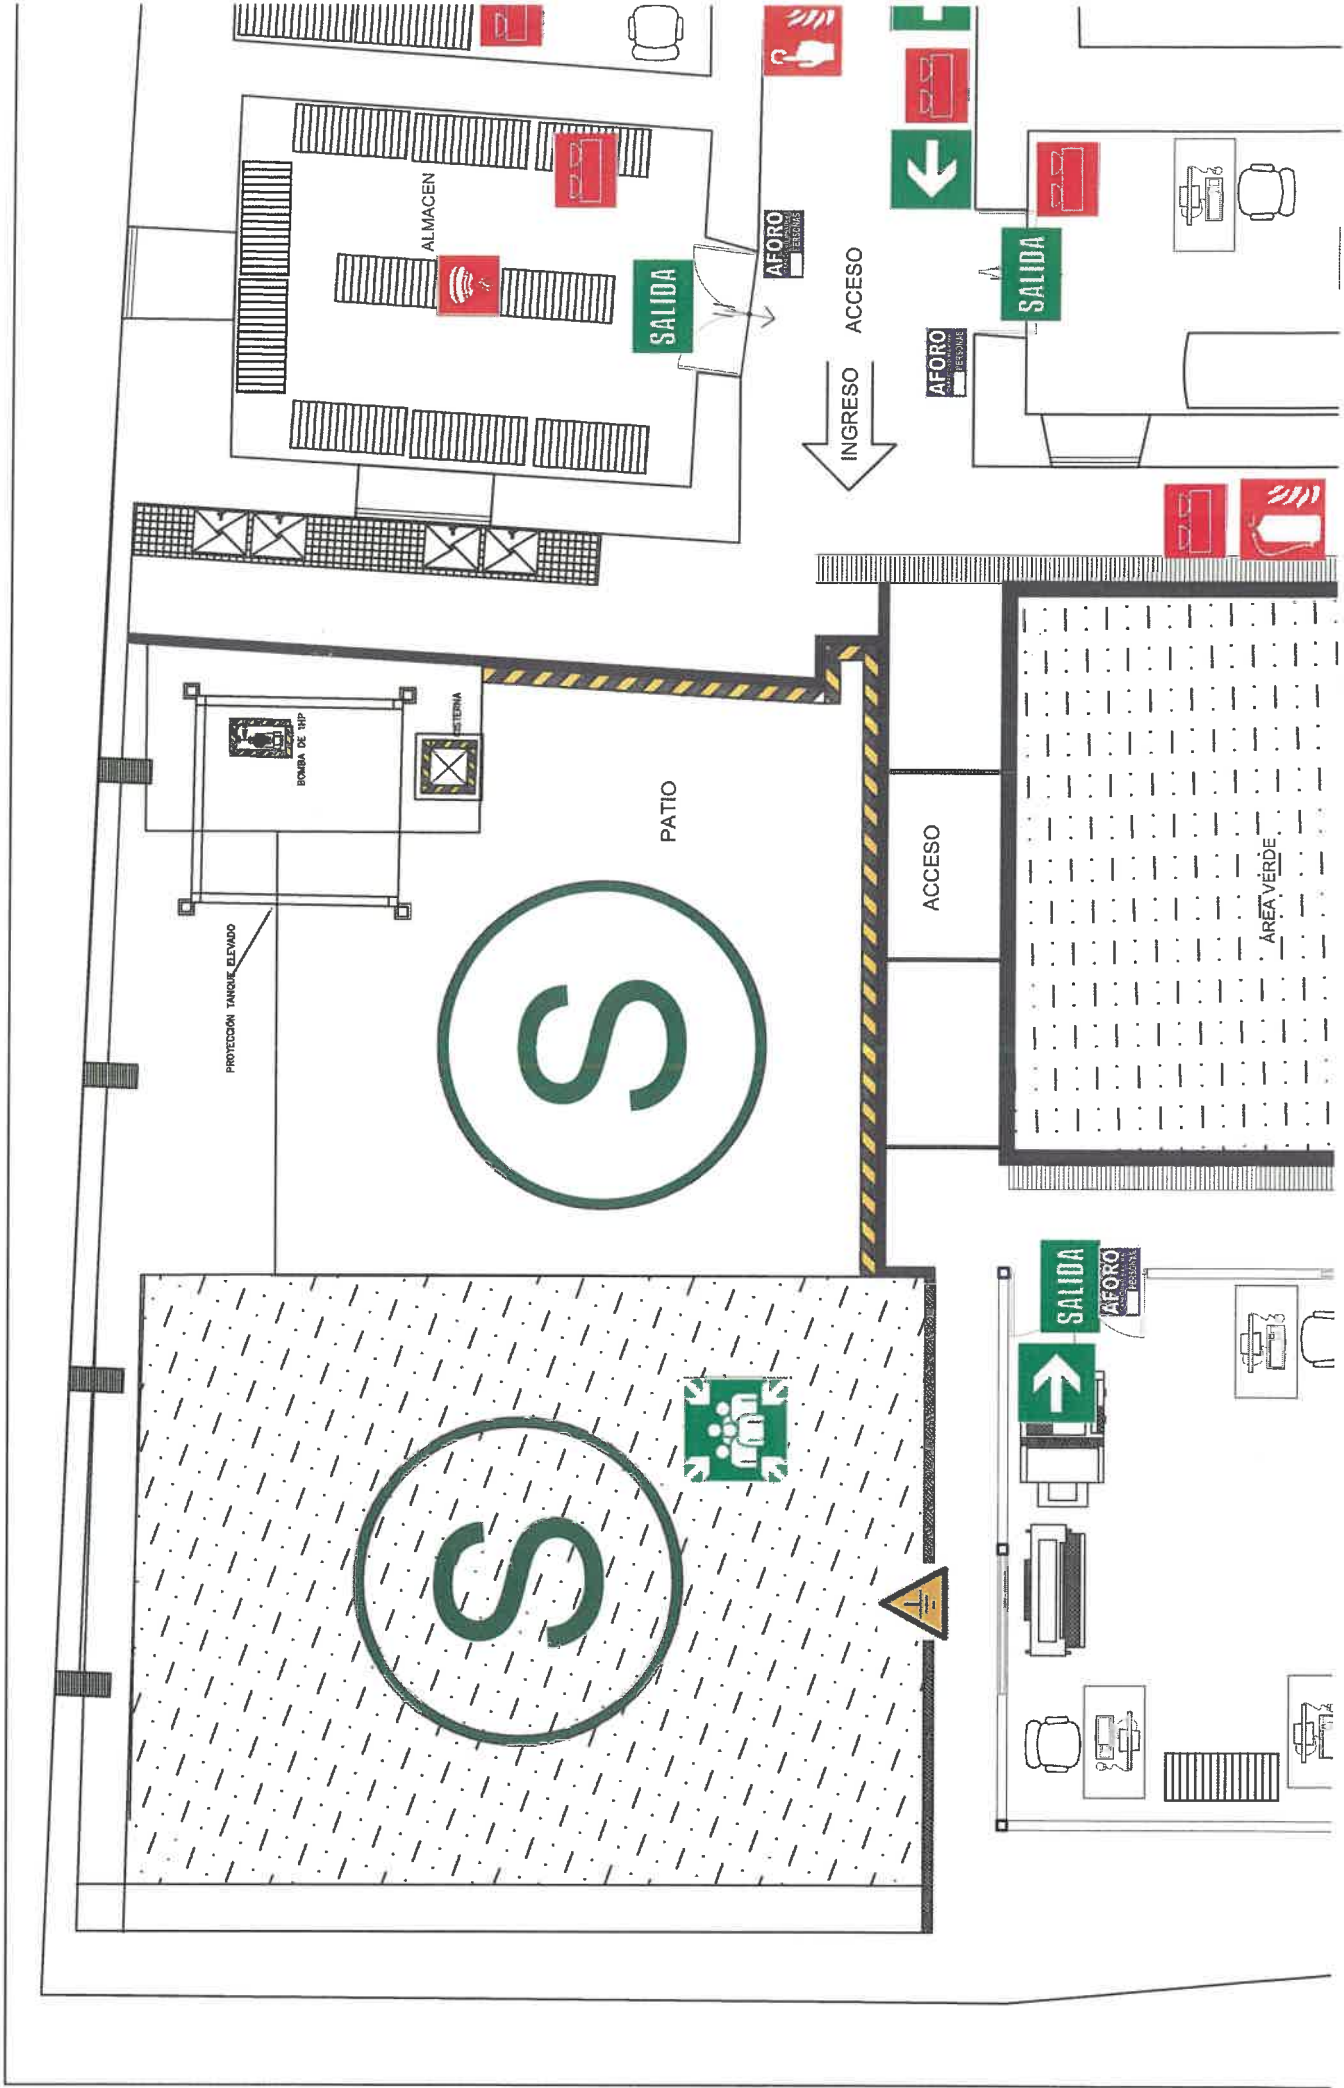 ALMACEN
SALIDA
AFORO
PERSONAS
INGRESO
ACCESO
SALIDA
AFORO
PERSONAS
BOMBA DE 1HP
CISTERNA
PROYECCIÓN TANQUE ELEVADO
PATIO
S
ACCESO
ÁREA VERDE
S
SALIDA
AFORO
PERSONAS